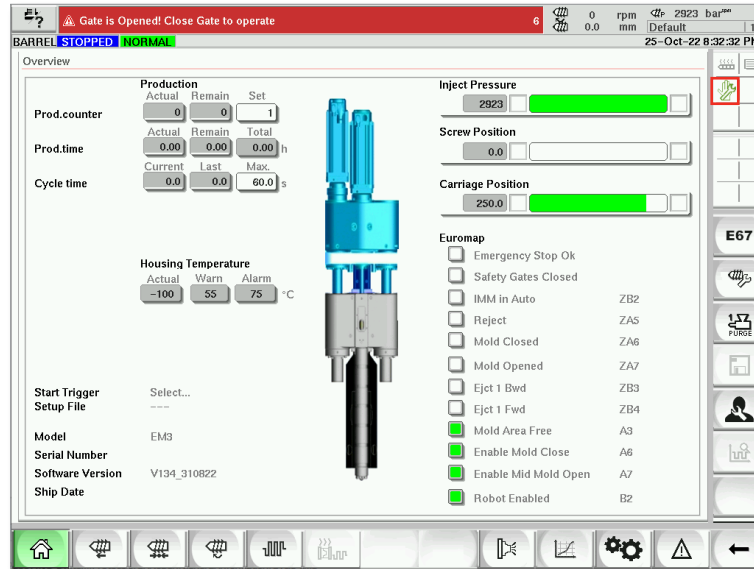 Gate is Opened! Close Gate to operate 6 0 rpm 2923 bar
0.0 mm Default
BARREL STOPPED NORMAL 25-Oct-22 8:32:32 P
Overview
Production
Actual Remain Set
Prod.counter 0 0 1
Actual Remain Total
Prod.time 0.00 0.00 0.00 h
Current Last Max.
Cycle time 0.0 0.0 60.0 s
Housing Temperature
Actual Warn Alarm
-100 55 75 °C
Start Trigger Select...
Setup File ---
Model EM3
Serial Number
Software Version V134_310822
Ship Date
Inject Pressure
2923
Screw Position
0.0
Carriage Position
250.0
Euromap
Emergency Stop Ok
Safety Gates Closed
IMM in Auto ZB2
Reject ZA5
Mold Closed ZA6
Mold Opened ZA7
Ejct 1 Bwd ZB3
Ejct 1 Fwd ZB4
Mold Area Free A3
Enable Mold Close A6
Enable Mid Mold Open A7
Robot Enabled B2
E67
PURGE